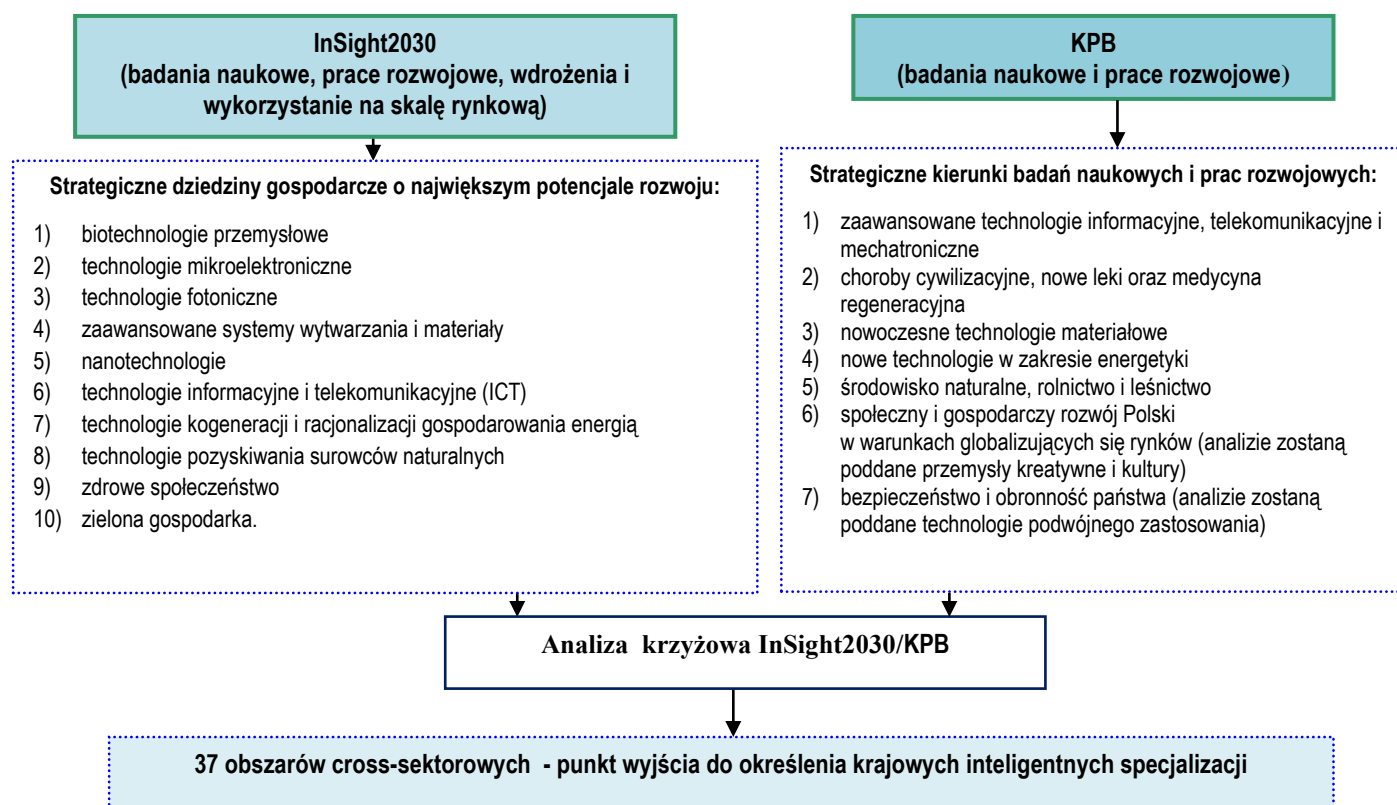 InSight2030
(badania naukowe, prace rozwojowe, wdrożenia i
wykorzystanie na skalę rynkową)
KPB
(badania naukowe i prace rozwojowe)
Strategiczne dziedziny gospodarcze o największym potencjale rozwoju:
1) biotechnologie przemysłowe
2) technologie mikroelektroniczne
3) technologie fotoniczne
4) zaawansowane systemy wytwarzania i materiały
5) nanotechnologie
6) technologie informacyjne i telekomunikacyjne (ICT)
7) technologie kogeneracji i racjonalizacji gospodarowania energią
8) technologie pozyskiwania surowców naturalnych
9) zdrowe społeczeństwo
10) zielona gospodarka.
Strategiczne kierunki badań naukowych i prac rozwojowych:
1) zaawansowane technologie informacyjne, telekomunikacyjne i
mechatroniczne
2) choroby cywilizacyjne, nowe leki oraz medycyna
regeneracyjna
3) nowoczesne technologie materiałowe
4) nowe technologie w zakresie energetyki
5) środowisko naturalne, rolnictwo i leśnictwo
6) społeczny i gospodarczy rozwój Polski
w warunkach globalizujących się rynków (analizie zostaną
poddane przemysły kreatywne i kultury)
7) bezpieczeństwo i obronność państwa (analizie zostaną
poddane technologie podwójnego zastosowania)
Analiza krzyżowa InSight2030/KPB
37 obszarów cross-sektorowych - punkt wyjścia do określenia krajowych inteligentnych specjalizacji